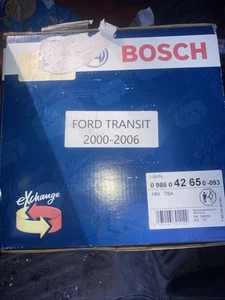 BOSCH
FORD TRANSIT
2000-2006
0 986 0 42 65 0 -093
14V 75A
eXchange